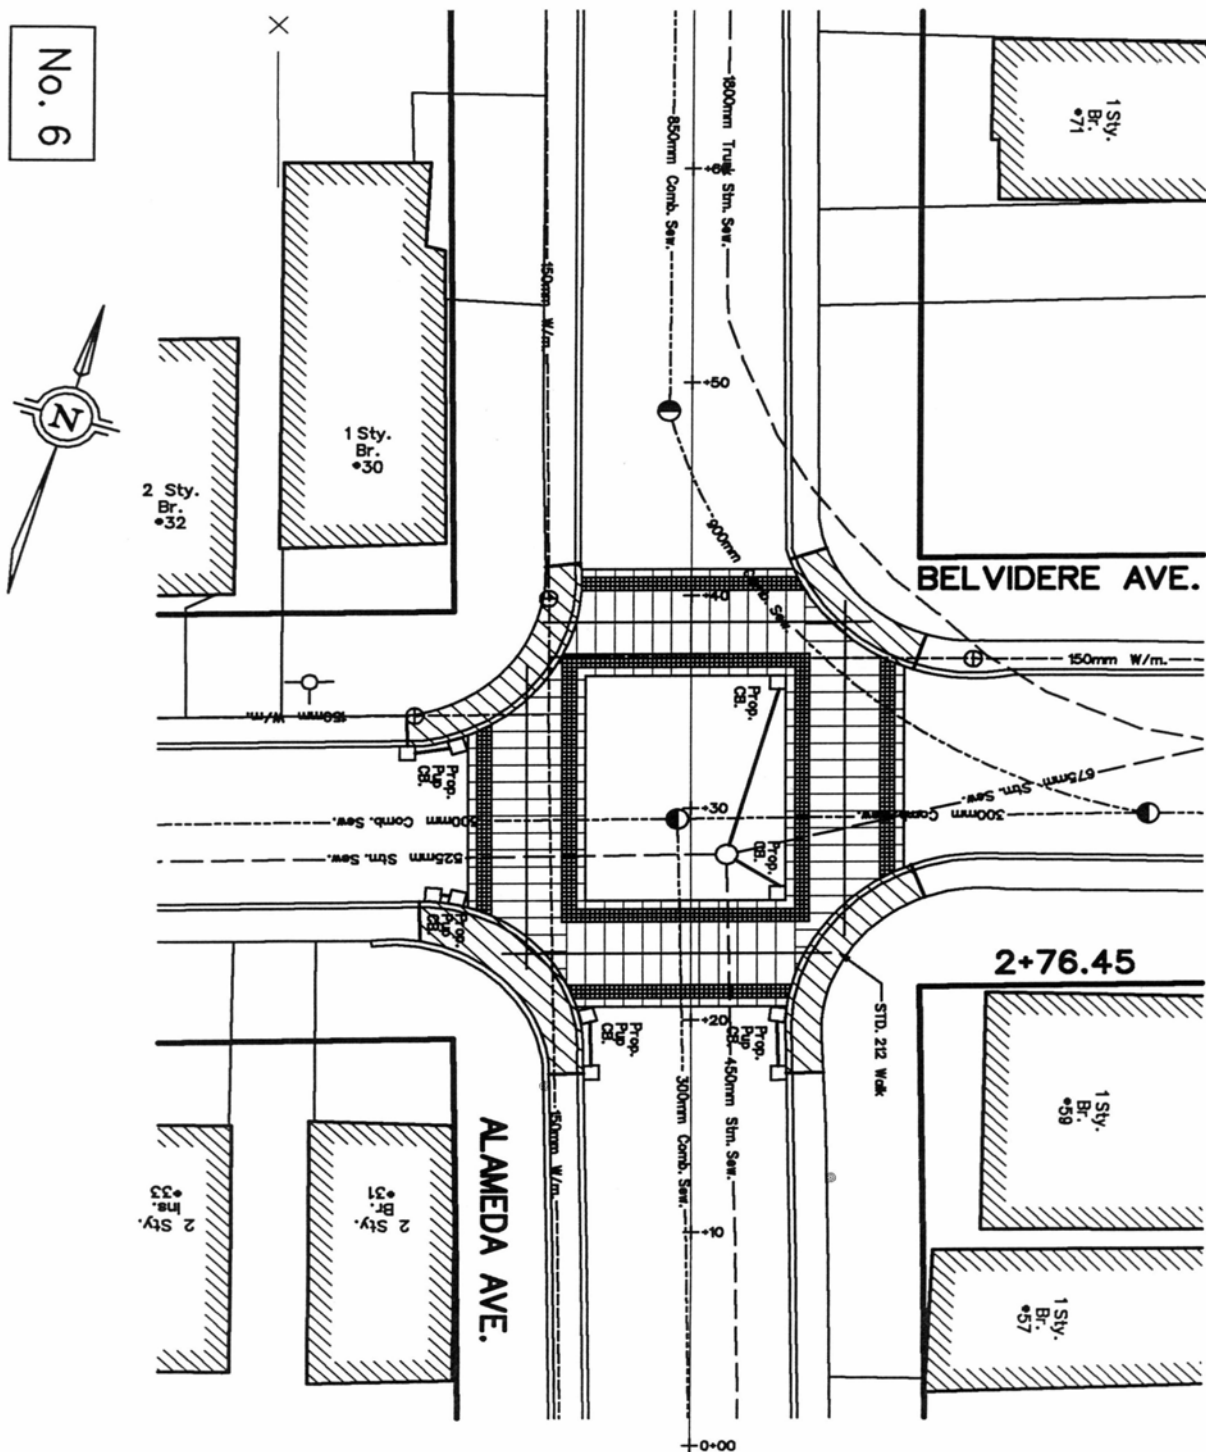 No. 6
N
1 Sty.
Br.
•71
850mm Comb. Sew.
1800mm Trunk Stm. Sew.
+60
150mm W/m.
+50
1 Sty.
Br.
•30
2 Sty.
Br.
•32
900mm Comb. Sew.
BELVIDERE AVE.
+40
150mm W/m.
150mm W/m.
Prop.
CB.
Prop.
Pup
CB.
675mm Stm. Sew.
+30
300mm Comb. Sew.
500mm Comb. Sew.
Prop.
CB.
525mm Stm. Sew.
Prop.
Pup
CB.
2+76.45
STD. 212 Walk
+20
Prop.
Pup
CB.
Prop.
Pup
CB.
450mm Stm. Sew.
300mm Comb. Sew.
150mm W/m.
ALAMEDA AVE.
1 Sty.
Br.
•59
2 Sty.
Ins.
•33
2 Sty.
Br.
•31
+10
1 Sty.
Br.
•57
0+00